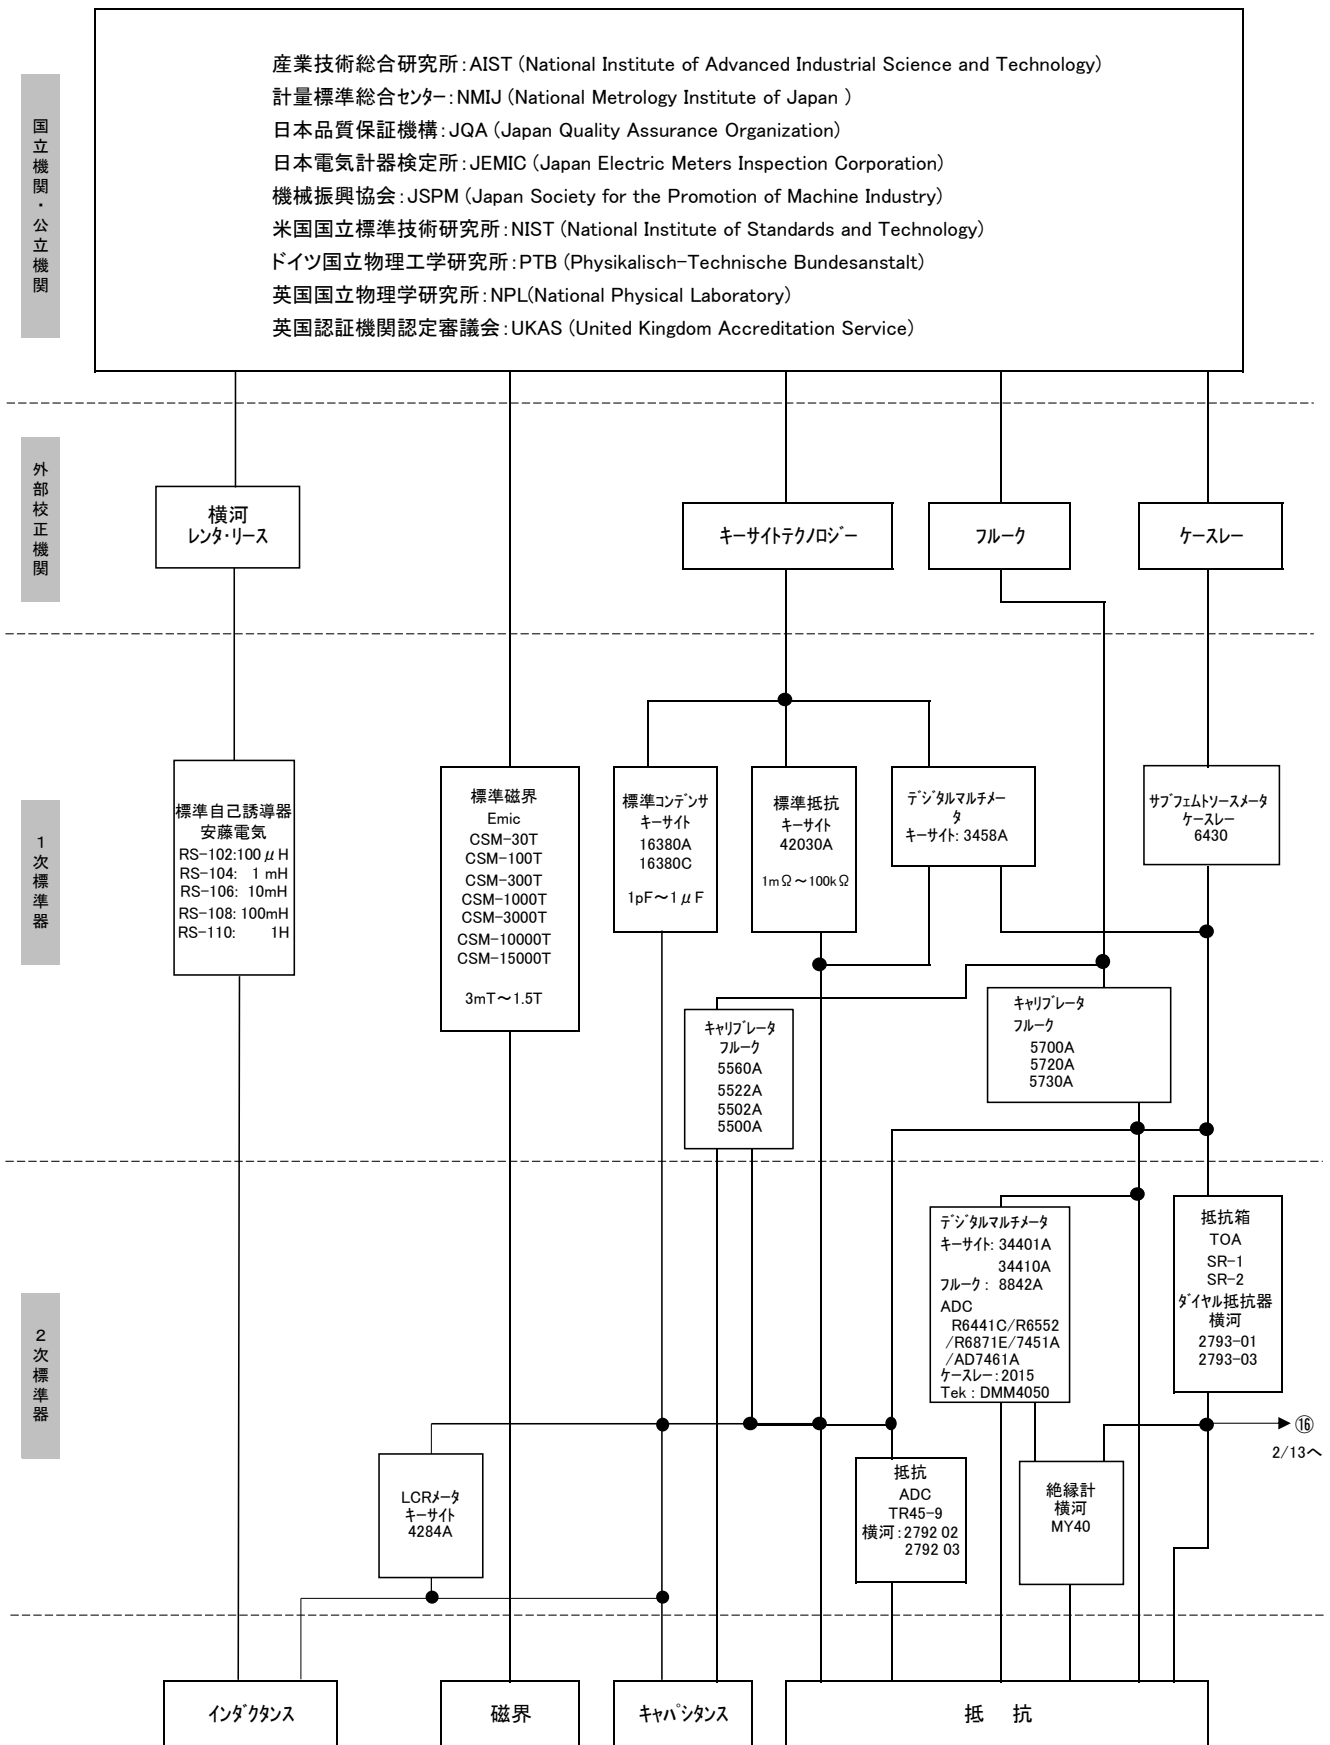 国立機関・公立機関
産業技術総合研究所：AIST (National Institute of Advanced Industrial Science and Technology)
計量標準総合センター：NMIJ (National Metrology Institute of Japan )
日本品質保証機構：JQA (Japan Quality Assurance Organization)
日本電気計器検定所：JEMIC (Japan Electric Meters Inspection Corporation)
機械振興協会：JSPM (Japan Society for the Promotion of Machine Industry)
米国国立標準技術研究所：NIST (National Institute of Standards and Technology)
ドイツ国立物理工学研究所：PTB (Physikalisch-Technische Bundesanstalt)
英国国立物理学研究所：NPL(National Physical Laboratory)
英国認証機関認定審議会：UKAS (United Kingdom Accreditation Service)
外部校正機関
横河
レンタ・リース
キーサイトテクノロジー
フルーク
ケースレー
1次標準器
標準自己誘導器
安藤電気
RS-102:100μH
RS-104: 1 mH
RS-106: 10mH
RS-108: 100mH
RS-110: 1H
標準磁界
Emic
CSM-30T
CSM-100T
CSM-300T
CSM-1000T
CSM-3000T
CSM-10000T
CSM-15000T
3mT～1.5T
標準コンデンサ
キーサイト
16380A
16380C
1pF～1μF
標準抵抗
キーサイト
42030A
1mΩ～100kΩ
デジタルマルチメー
タ
キーサイト: 3458A
サブフェムトソースメータ
ケースレー
6430
キャリブレータ
フルーク
5560A
5522A
5502A
5500A
キャリブレータ
フルーク
5700A
5720A
5730A
2次標準器
デジタルマルチメータ
キーサイト: 34401A
34410A
フルーク : 8842A
ADC
R6441C/R6552
/R6871E/7451A
/AD7461A
ケースレー：2015
Tek : DMM4050
抵抗箱
TOA
SR-1
SR-2
ダイヤル抵抗器
横河
2793-01
2793-03
⑯
2/13へ
LCRメータ
キーサイト
4284A
抵抗
ADC
TR45-9
横河：2792 02
2792 03
絶縁計
横河
MY40
インダクタンス
磁界
キャパシタンス
抵 抗